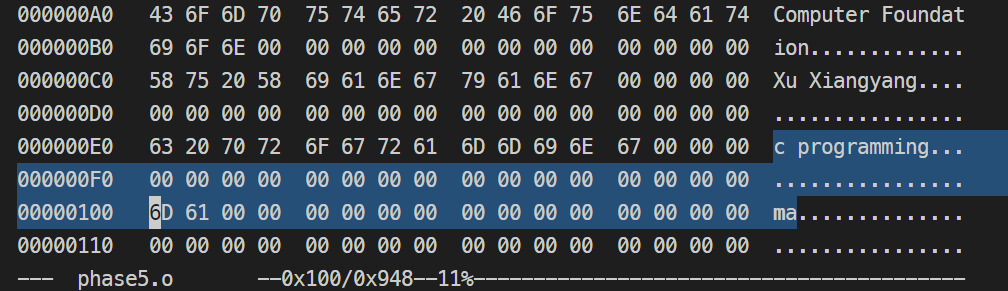 000000A0 43 6F 6D 70 75 74 65 72 20 46 6F 75 6E 64 61 74 Computer Foundat
000000B0 69 6F 6E 00 00 00 00 00 00 00 00 00 00 00 00 00 ion.............
000000C0 58 75 20 58 69 61 6E 67 79 61 6E 67 00 00 00 00 Xu Xiangyang....
000000D0 00 00 00 00 00 00 00 00 00 00 00 00 00 00 00 00 ................
000000E0 63 20 70 72 6F 67 72 61 6D 6D 69 6E 67 00 00 00 c programming...
000000F0 00 00 00 00 00 00 00 00 00 00 00 00 00 00 00 00 ................
00000100 6D 61 00 00 00 00 00 00 00 00 00 00 00 00 00 00 ma..............
00000110 00 00 00 00 00 00 00 00 00 00 00 00 00 00 00 00 ................
--- phase5.o --0x100/0x948--11%-----------------------------------------